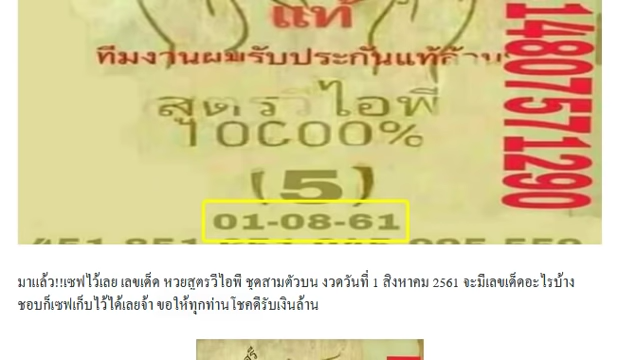 แท้
ทีมงานผมรับประกันแท้ล้าน
สูตรวีไอพี
10C00%
(5)
01-08-61
1480757129​0
มาแล้ว!!เซฟไว้เลย เลขเด็ด หวยสูตรวีไอพี ชุดสามตัวบน งวดวันที่ 1 สิงหาคม 2561 จะมีเลขเด็ดอะไรบ้าง
ชอบก็เซฟเก็บไว้ได้เลยจ้า ขอให้ทุกท่านโชคดีรับเงินล้าน